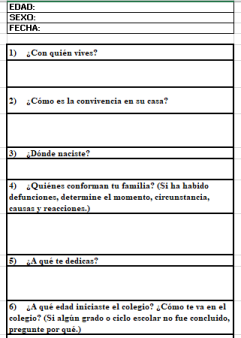 EDAD:
SEXO:
FECHA:
1) ¿Con quién vives?
2) ¿Cómo es la convivencia en su casa?
3) ¿Dónde naciste?
4) ¿Quiénes conforman tu familia? (Si ha habido
defunciones, determine el momento, circunstancia,
causas y reacciones.)
5) ¿A qué te dedicas?
6) ¿A qué edad iniciaste el colegio? ¿Cómo te va en el
colegio? (Si algún grado o ciclo escolar no fue concluido,
pregunte por qué.)